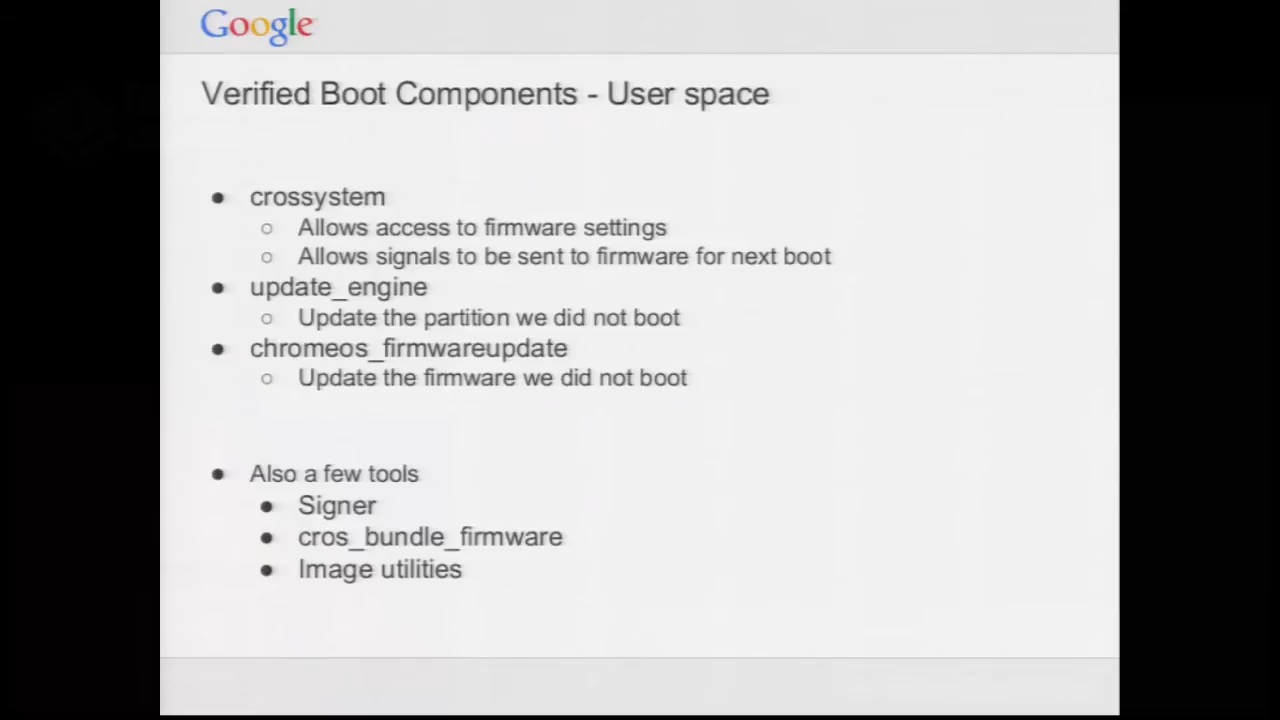 Google
Verified Boot Components - User space
● crossystem
○ Allows access to firmware settings
○ Allows signals to be sent to firmware for next boot
● update_engine
○ Update the partition we did not boot
● chromeos_firmwareupdate
○ Update the firmware we did not boot
● Also a few tools
● Signer
● cros_bundle_firmware
● Image utilities